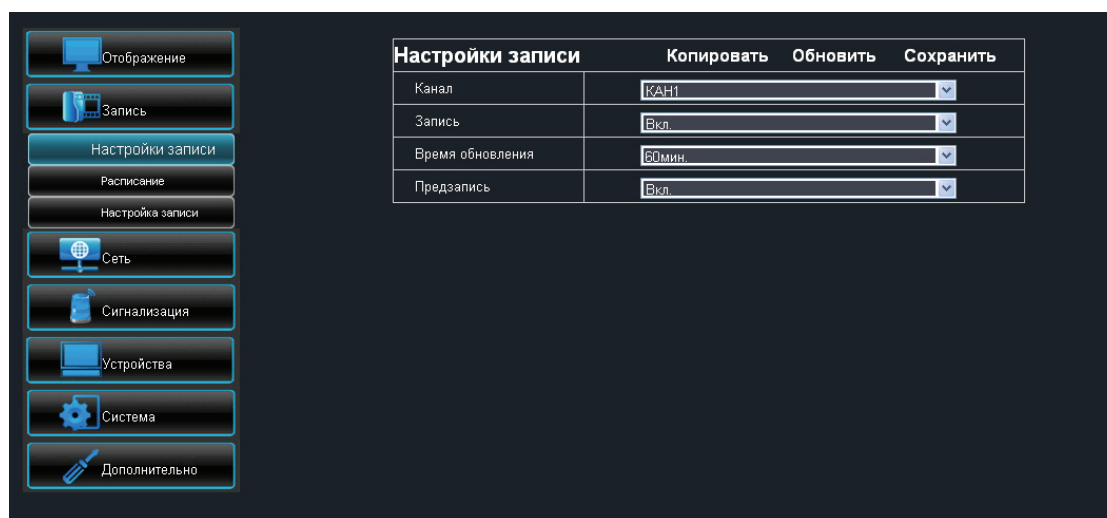 Отображение
Запись
Настройки записи
Расписание
Настройка записи
Сеть
Сигнализация
Устройства
Система
Дополнительно
Настройки записи Копировать Обновить Сохранить
Канал КАН1
Запись Вкл.
Время обновления 60мин.
Предзапись Вкл.